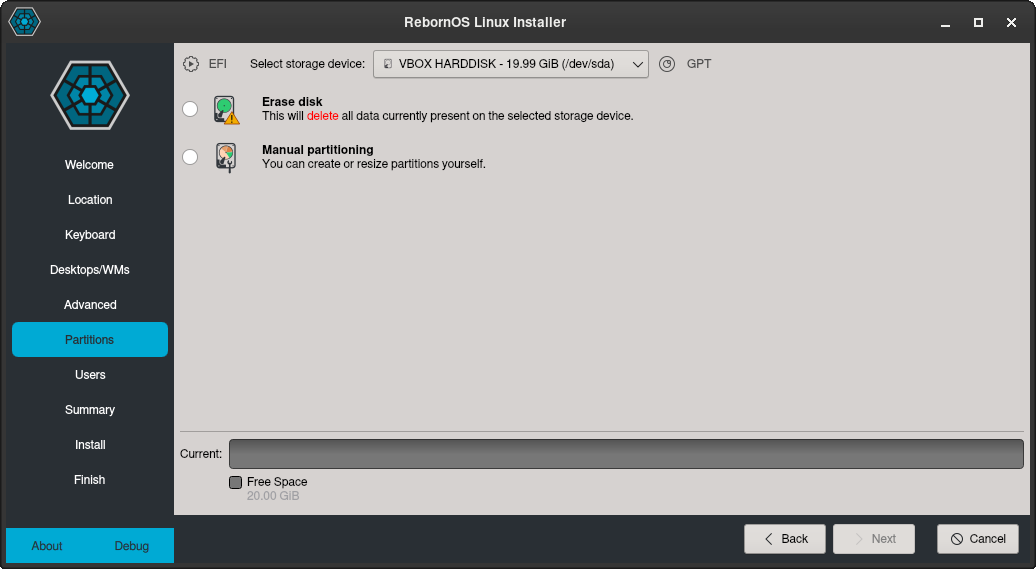 RebornOS Linux Installer
Welcome
Location
Keyboard
Desktops/WMs
Advanced
Partitions
Users
Summary
Install
Finish
About Debug
EFI Select storage device: VBOX HARDDISK - 19.99 GiB (/dev/sda) GPT
Erase disk
This will delete all data currently present on the selected storage device.
Manual partitioning
You can create or resize partitions yourself.
Current:
Free Space
20.00 GiB
Back Next Cancel